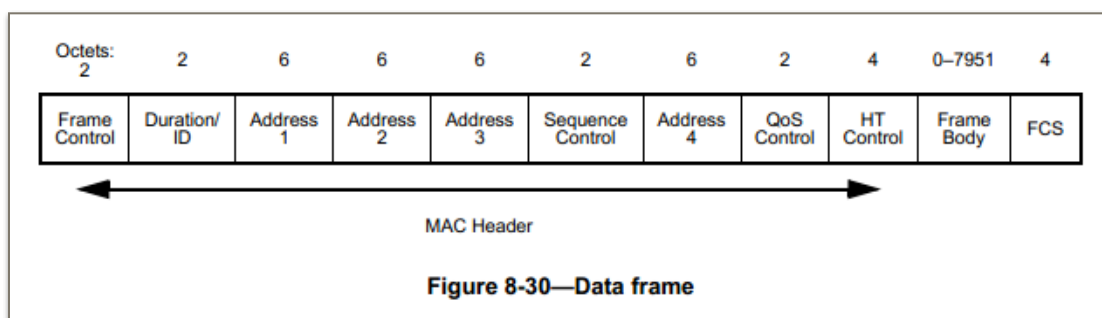 Octets:
2 2 6 6 6 2 6 2 4 0–7951 4
Frame Control Duration/ ID Address 1 Address 2 Address 3 Sequence Control Address 4 QoS Control HT Control Frame Body FCS
MAC Header
Figure 8-30—Data frame